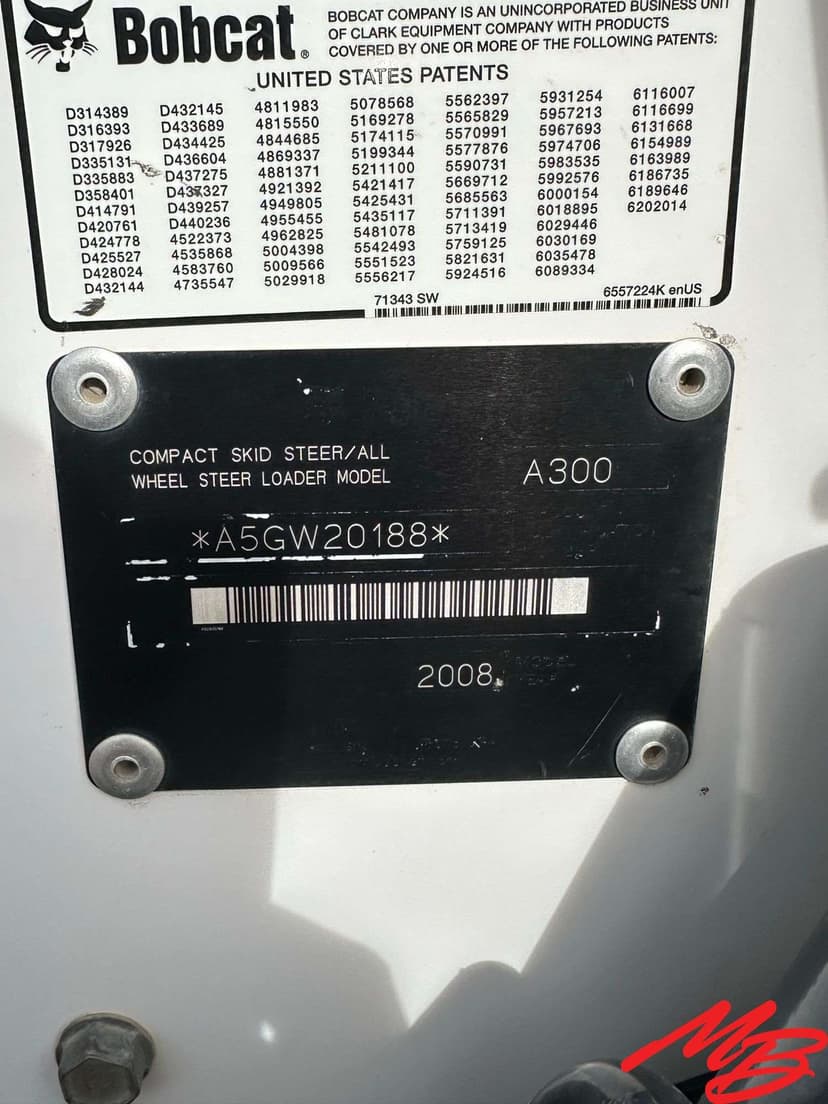 Bobcat®
BOBCAT COMPANY IS AN UNINCORPORATED BUSINESS UNIT
OF CLARK EQUIPMENT COMPANY WITH PRODUCTS
COVERED BY ONE OR MORE OF THE FOLLOWING PATENTS:
UNITED STATES PATENTS
D314389 D432145 4811983 5078568 5562397 5931254 6116007
D316393 D433689 4815550 5169278 5565829 5957213 6116699
D317926 D434425 4844685 5174115 5570991 5967693 6131668
D335131 D436604 4869337 5199344 5577876 5974706 6154989
D335883 D437275 4881371 5211100 5590731 5983535 6163989
D358401 D437327 4921392 5421417 5669712 5992576 6186735
D414791 D439257 4949805 5425431 5685563 6000154 6189646
D420761 D440236 4955455 5435117 5711391 6018895 6202014
D424778 4522373 4962825 5481078 5713419 6029446
D425527 4535868 5004398 5542493 5759125 6030169
D428024 4583760 5009566 5551523 5821631 6035478
D432144 4735547 5029918 5556217 5924516 6089334
71343 SW 6557224K enUS
COMPACT SKID STEER/ALL
WHEEL STEER LOADER MODEL A300
*A5GW20188*
2008 MODEL
YEAR
MB